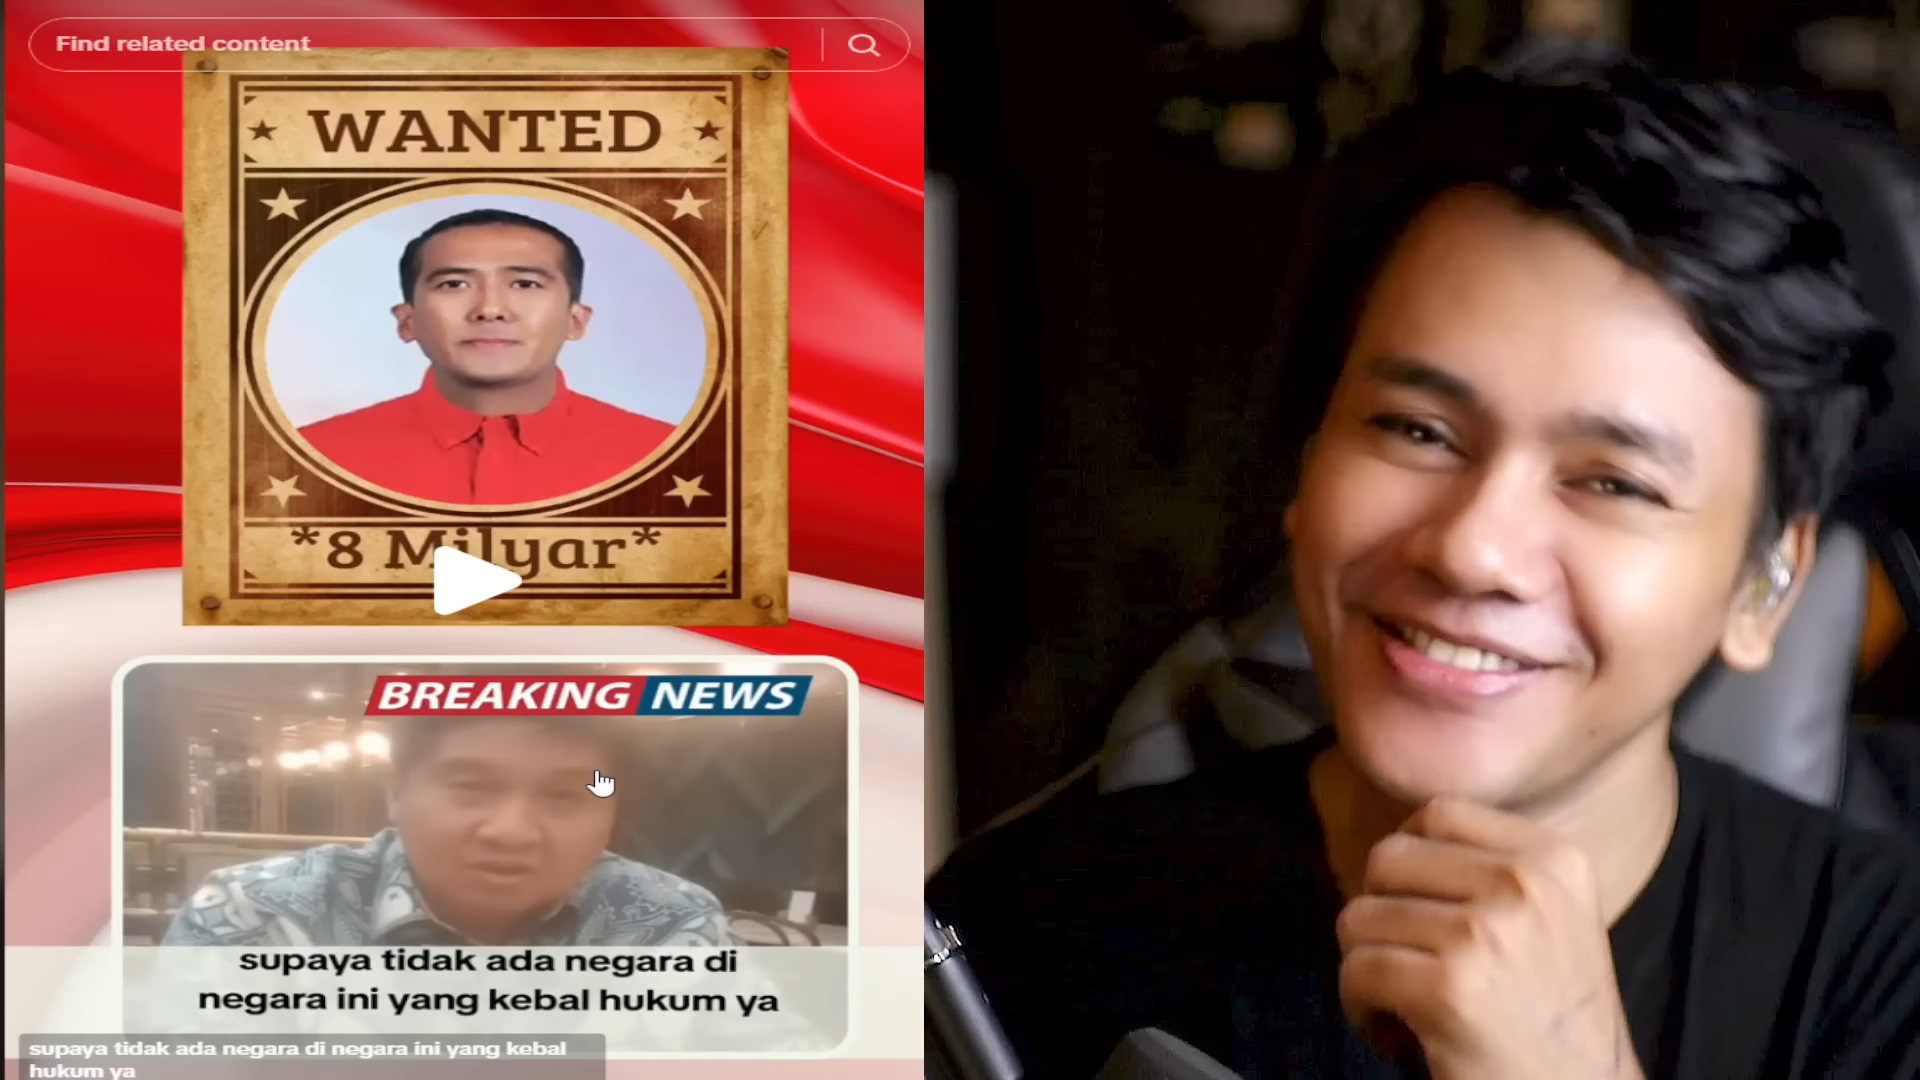 Find related content
WANTED
*8 Milyar*
BREAKING NEWS
supaya tidak ada negara di
negara ini yang kebal hukum ya
supaya tidak ada negara di negara ini yang kebal
hukum ya